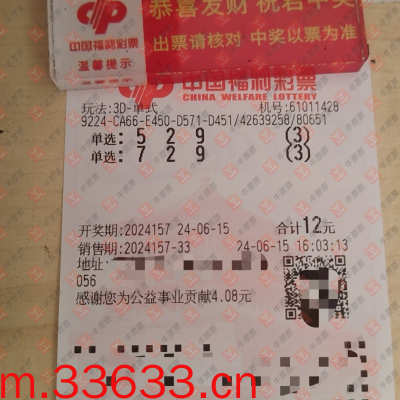 恭喜发财 祝君中奖
中国福利彩票
出票请核对 中奖以票为准
温馨提示
中国福利彩票
CHINA WELFARE LOTTERY
玩法:3D-单式 机号:61011428
9224-CA66-E450-D571-D451/42639258/80651
单选: 5 2 9 (3)
单选: 7 2 9 (3)
开奖期:2024157 24-06-15 合计12元
销售期:2024157-33 24-06-15 16:03:13
地址:
056
感谢您为公益事业贡献4.08元
m.33633.cn